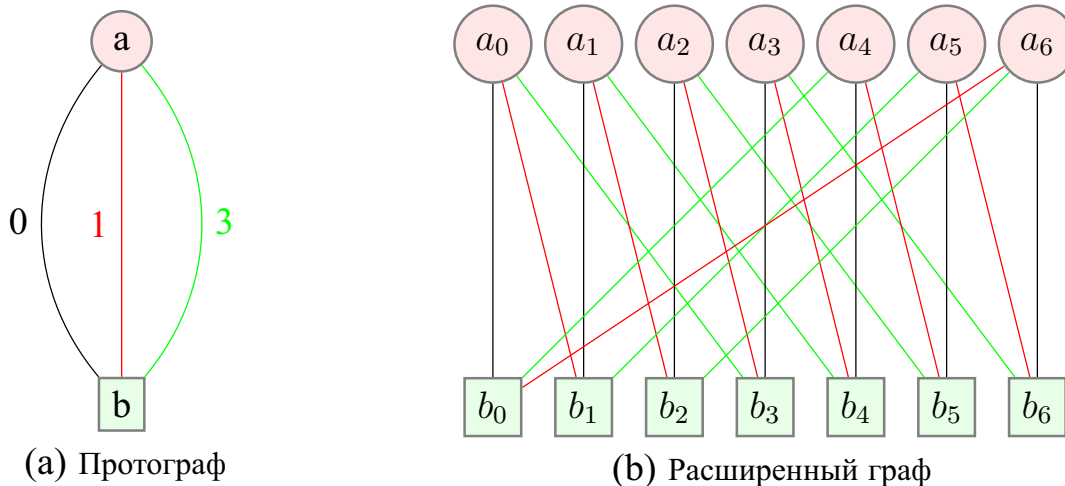 a
0 1 3
b
(a) Протограф
a₀ a₁ a₂ a₃ a₄ a₅ a₆
b₀ b₁ b₂ b₃ b₄ b₅ b₆
(b) Расширенный граф